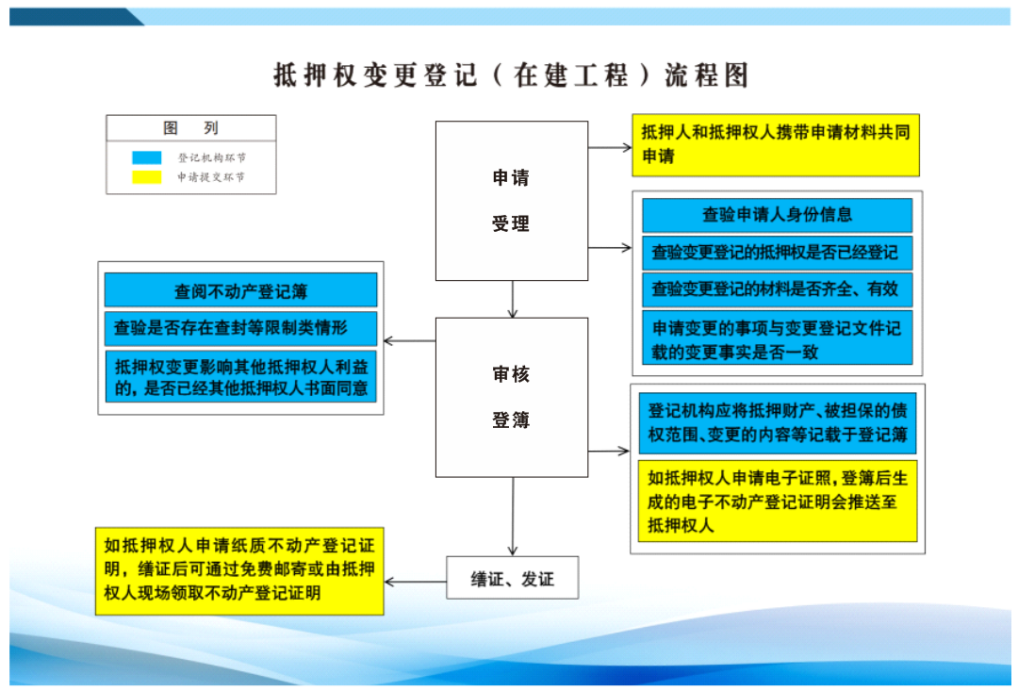 抵押权变更登记（在建工程）流程图
图 列
登记机构环节
申请提交环节
申请
受理
抵押人和抵押权人携带申请材料共同
申请
查验申请人身份信息
查验变更登记的抵押权是否已经登记
查验变更登记的材料是否齐全、有效
申请变更的事项与变更登记文件记
载的变更事实是否一致
查阅不动产登记簿
查验是否存在查封等限制类情形
抵押权变更影响其他抵押权人利益
的，是否已经其他抵押权人书面同意
审核
登簿
登记机构应将抵押财产、被担保的债
权范围、变更的内容等记载于登记簿
如抵押权人申请电子证照，登簿后生
成的电子不动产登记证明会推送至
抵押权人
如抵押权人申请纸质不动产登记证
明，缮证后可通过免费邮寄或由抵押
权人现场领取不动产登记证明
缮证、发证